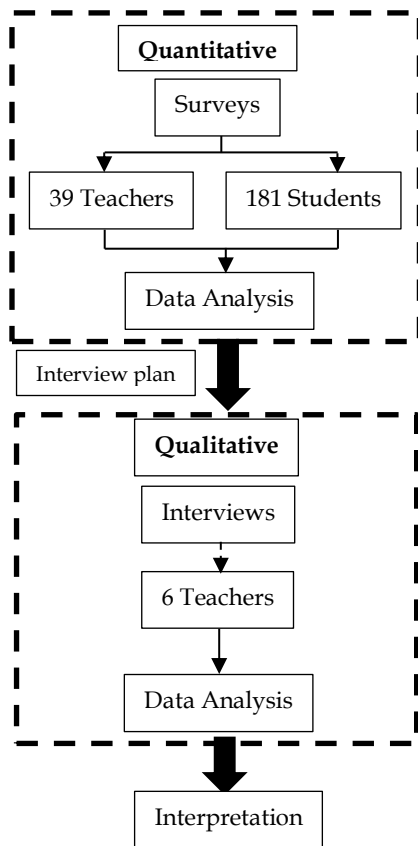 Quantitative
Surveys
39 Teachers
181 Students
Data Analysis
Interview plan
Qualitative
Interviews
6 Teachers
Data Analysis
Interpretation